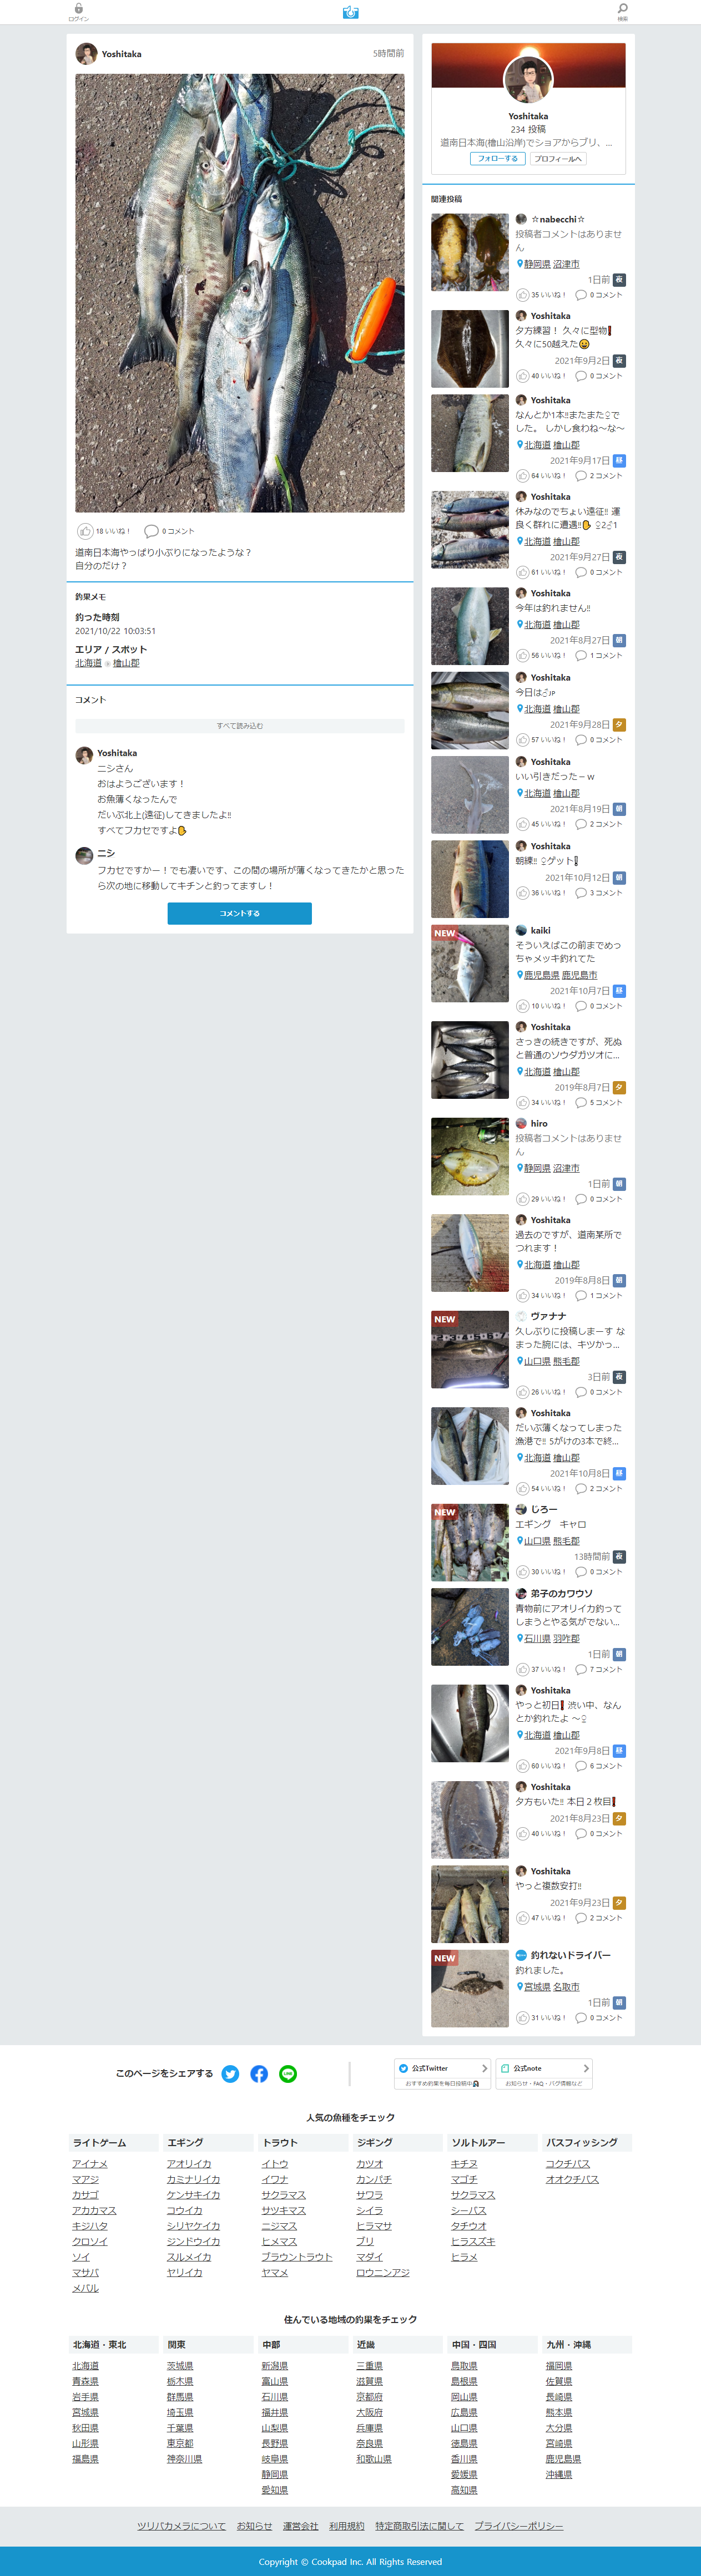 ログイン
検索
Yoshitaka
5時間前
18 いいね！
0 コメント
道南日本海やっぱり小ぶりになったような？
自分のだけ？
釣果メモ
釣った時刻
2021/10/22 10:03:51
エリア / スポット
北海道
檜山郡
コメント
すべて読み込む
Yoshitaka
ニシさん
おはようございます！
お魚薄くなったんで
だいぶ北上(遠征)してきましたよ‼
すべてフカセですよ✋
ニシ
フカセですかー！でも凄いです、この間の場所が薄くなってきたかと思った
ら次の地に移動してキチンと釣ってますし！
コメントする
Yoshitaka
234 投稿
道南日本海(檜山沿岸)でショアからブリ、...
フォローする
プロフィールへ
関連投稿
☆nabecchi☆
投稿者コメントはありませ
ん
静岡県 沼津市
1日前 夜
35 いいね！ 0 コメント
Yoshitaka
夕方練習！ 久々に型物❗
久々に50越えた😀
2021年9月2日 夜
40 いいね！ 0 コメント
Yoshitaka
なんとか1本‼またまた♀で
した。 しかし食わね〜な〜
北海道 檜山郡
2021年9月17日 昼
64 いいね！ 2 コメント
Yoshitaka
休みなのでちょい遠征‼ 運
良く群れに遭遇‼✋ ♀2♂1
北海道 檜山郡
2021年9月27日 夜
61 いいね！ 0 コメント
Yoshitaka
今年は釣れません‼
北海道 檜山郡
2021年8月27日 朝
56 いいね！ 1 コメント
Yoshitaka
今日は♂
北海道 檜山郡
2021年9月28日 夕
57 いいね！ 0 コメント
Yoshitaka
いい引きだった－ｗ
北海道 檜山郡
2021年8月19日 朝
45 いいね！ 2 コメント
Yoshitaka
朝練‼ ♀ゲット❗
2021年10月12日 朝
36 いいね！ 3 コメント
NEW
kaiki
そういえばこの前までめっ
ちゃメッキ釣れてた
鹿児島県 鹿児島市
2021年10月7日 昼
10 いいね！ 0 コメント
Yoshitaka
さっきの続きですが、死ぬ
と普通のソウダガツオに...
北海道 檜山郡
2019年8月7日 夕
34 いいね！ 5 コメント
hiro
投稿者コメントはありませ
ん
静岡県 沼津市
1日前 朝
29 いいね！ 0 コメント
Yoshitaka
過去のですが、道南某所で
つれます！
北海道 檜山郡
2019年8月8日 朝
34 いいね！ 1 コメント
NEW
ヴァナナ
久しぶりに投稿しまーす な
まった腕には、キツかっ...
山口県 熊毛郡
3日前 夜
26 いいね！ 0 コメント
Yoshitaka
だいぶ薄くなってしまった
漁港で‼ 5がけの3本で終...
北海道 檜山郡
2021年10月8日 昼
54 いいね！ 2 コメント
NEW
じろー
エギング　キャロ
山口県 熊毛郡
13時間前 夜
30 いいね！ 0 コメント
弟子のカワウソ
青物前にアオリイカ釣って
しまうとやる気がでない...
石川県 羽咋郡
1日前 朝
37 いいね！ 7 コメント
Yoshitaka
やっと初日❗渋い中、なん
とか釣れたよ 〜♀
北海道 檜山郡
2021年9月8日 昼
60 いいね！ 6 コメント
Yoshitaka
夕方もいた‼ 本日２枚目❗
2021年8月23日 夕
40 いいね！ 0 コメント
Yoshitaka
やっと複数安打‼
2021年9月23日 夕
47 いいね！ 2 コメント
NEW
釣れないドライバー
釣れました。
宮城県 名取市
1日前 朝
31 いいね！ 0 コメント
このページをシェアする
LINE
公式Twitter
おすすめ釣果を毎日投稿中
公式note
お知らせ・FAQ・バグ情報など
人気の魚種をチェック
ライトゲーム
アイナメ
マアジ
カサゴ
アカカマス
キジハタ
クロソイ
ソイ
マサバ
メバル
エギング
アオリイカ
カミナリイカ
ケンサキイカ
コウイカ
シリヤケイカ
ジンドウイカ
スルメイカ
ヤリイカ
トラウト
イトウ
イワナ
サクラマス
サツキマス
ニジマス
ヒメマス
ブラウントラウト
ヤマメ
ジギング
カツオ
カンパチ
サワラ
シイラ
ヒラマサ
ブリ
マダイ
ロウニンアジ
ソルトルアー
キチヌ
マゴチ
サクラマス
シーバス
タチウオ
ヒラスズキ
ヒラメ
バスフィッシング
コクチバス
オオクチバス
住んでいる地域の釣果をチェック
北海道・東北
北海道
青森県
岩手県
宮城県
秋田県
山形県
福島県
関東
茨城県
栃木県
群馬県
埼玉県
千葉県
東京都
神奈川県
中部
新潟県
富山県
石川県
福井県
山梨県
長野県
岐阜県
静岡県
愛知県
近畿
三重県
滋賀県
京都府
大阪府
兵庫県
奈良県
和歌山県
中国・四国
鳥取県
島根県
岡山県
広島県
山口県
徳島県
香川県
愛媛県
高知県
九州・沖縄
福岡県
佐賀県
長崎県
熊本県
大分県
宮崎県
鹿児島県
沖縄県
ツリバカメラについて お知らせ 運営会社 利用規約 特定商取引法に関して プライバシーポリシー
Copyright © Cookpad Inc. All Rights Reserved